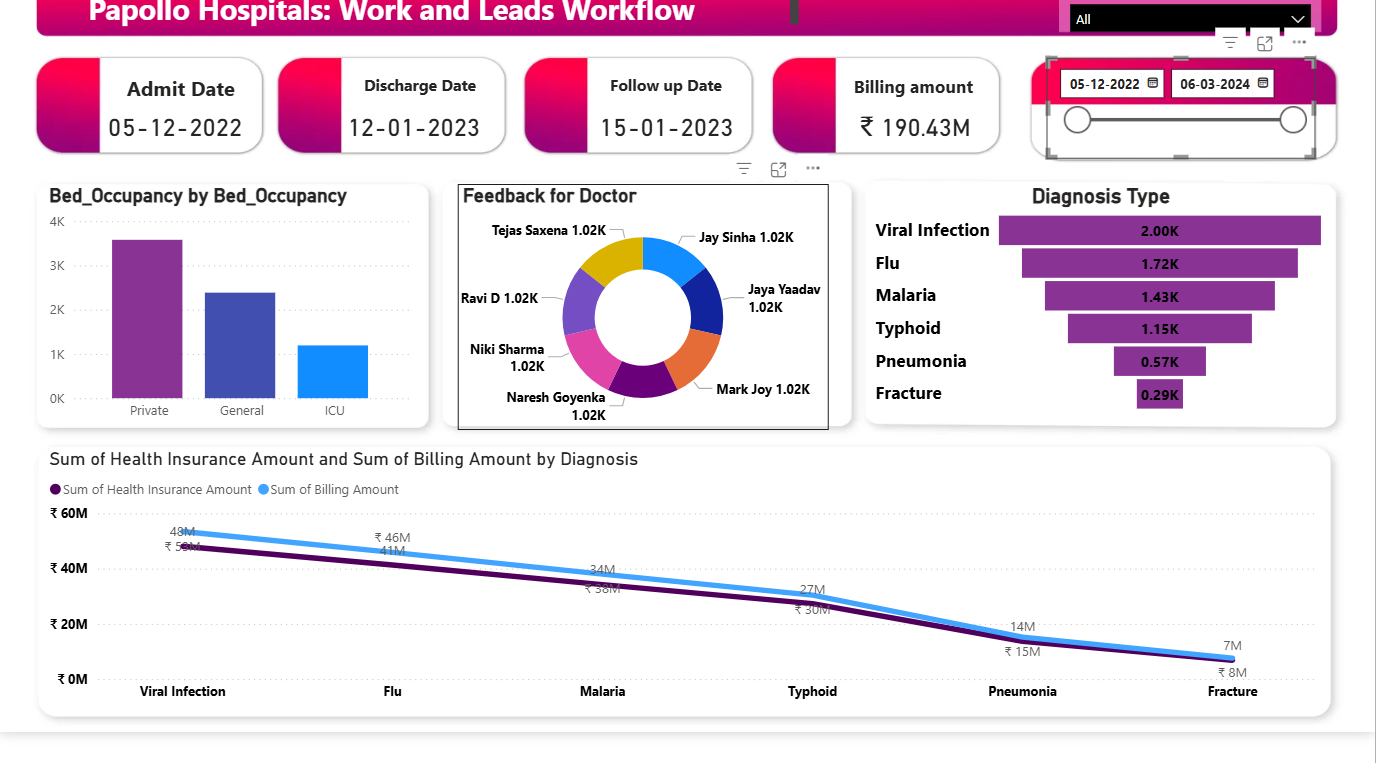 Papollo Hospitals: Work and Leads Workflow
All
Admit Date
05-12-2022
Discharge Date
12-01-2023
Follow up Date
15-01-2023
Billing amount
₹ 190.43M
05-12-2022
06-03-2024
Bed_Occupancy by Bed_Occupancy
4K
3K
2K
1K
0K
Private
General
ICU
Feedback for Doctor
Tejas Saxena 1.02K
Jay Sinha 1.02K
Ravi D 1.02K
Jaya Yaadav
1.02K
Niki Sharma
1.02K
Mark Joy 1.02K
Naresh Goyenka
1.02K
Diagnosis Type
Viral Infection 2.00K
Flu 1.72K
Malaria 1.43K
Typhoid 1.15K
Pneumonia 0.57K
Fracture 0.29K
Sum of Health Insurance Amount and Sum of Billing Amount by Diagnosis
Sum of Health Insurance Amount Sum of Billing Amount
₹ 60M
₹ 40M
₹ 20M
₹ 0M
48M
₹ 53M
₹ 46M
41M
34M
₹ 38M
27M
₹ 30M
14M
₹ 15M
7M
₹ 8M
Viral Infection
Flu
Malaria
Typhoid
Pneumonia
Fracture